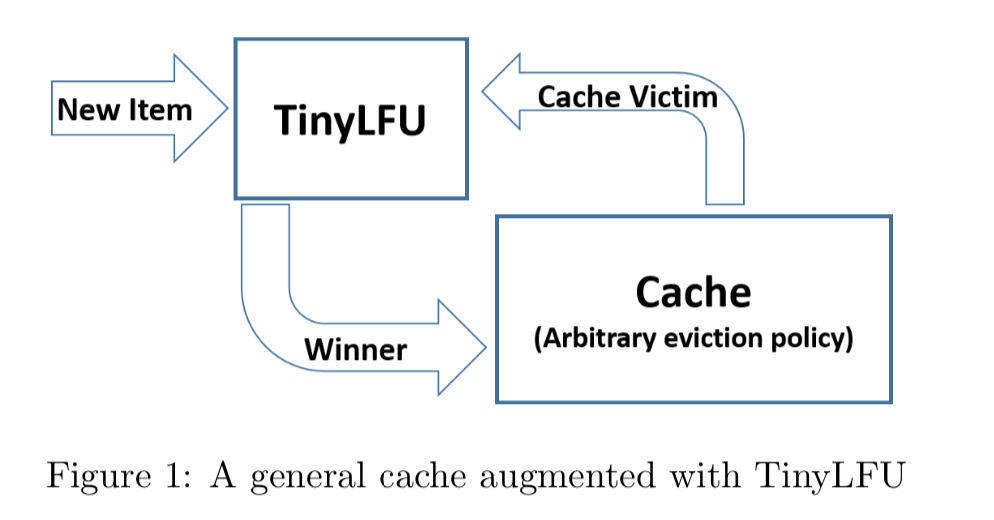 New Item
TinyLFU
Cache Victim
Winner
Cache
(Arbitrary eviction policy)
Figure 1: A general cache augmented with TinyLFU